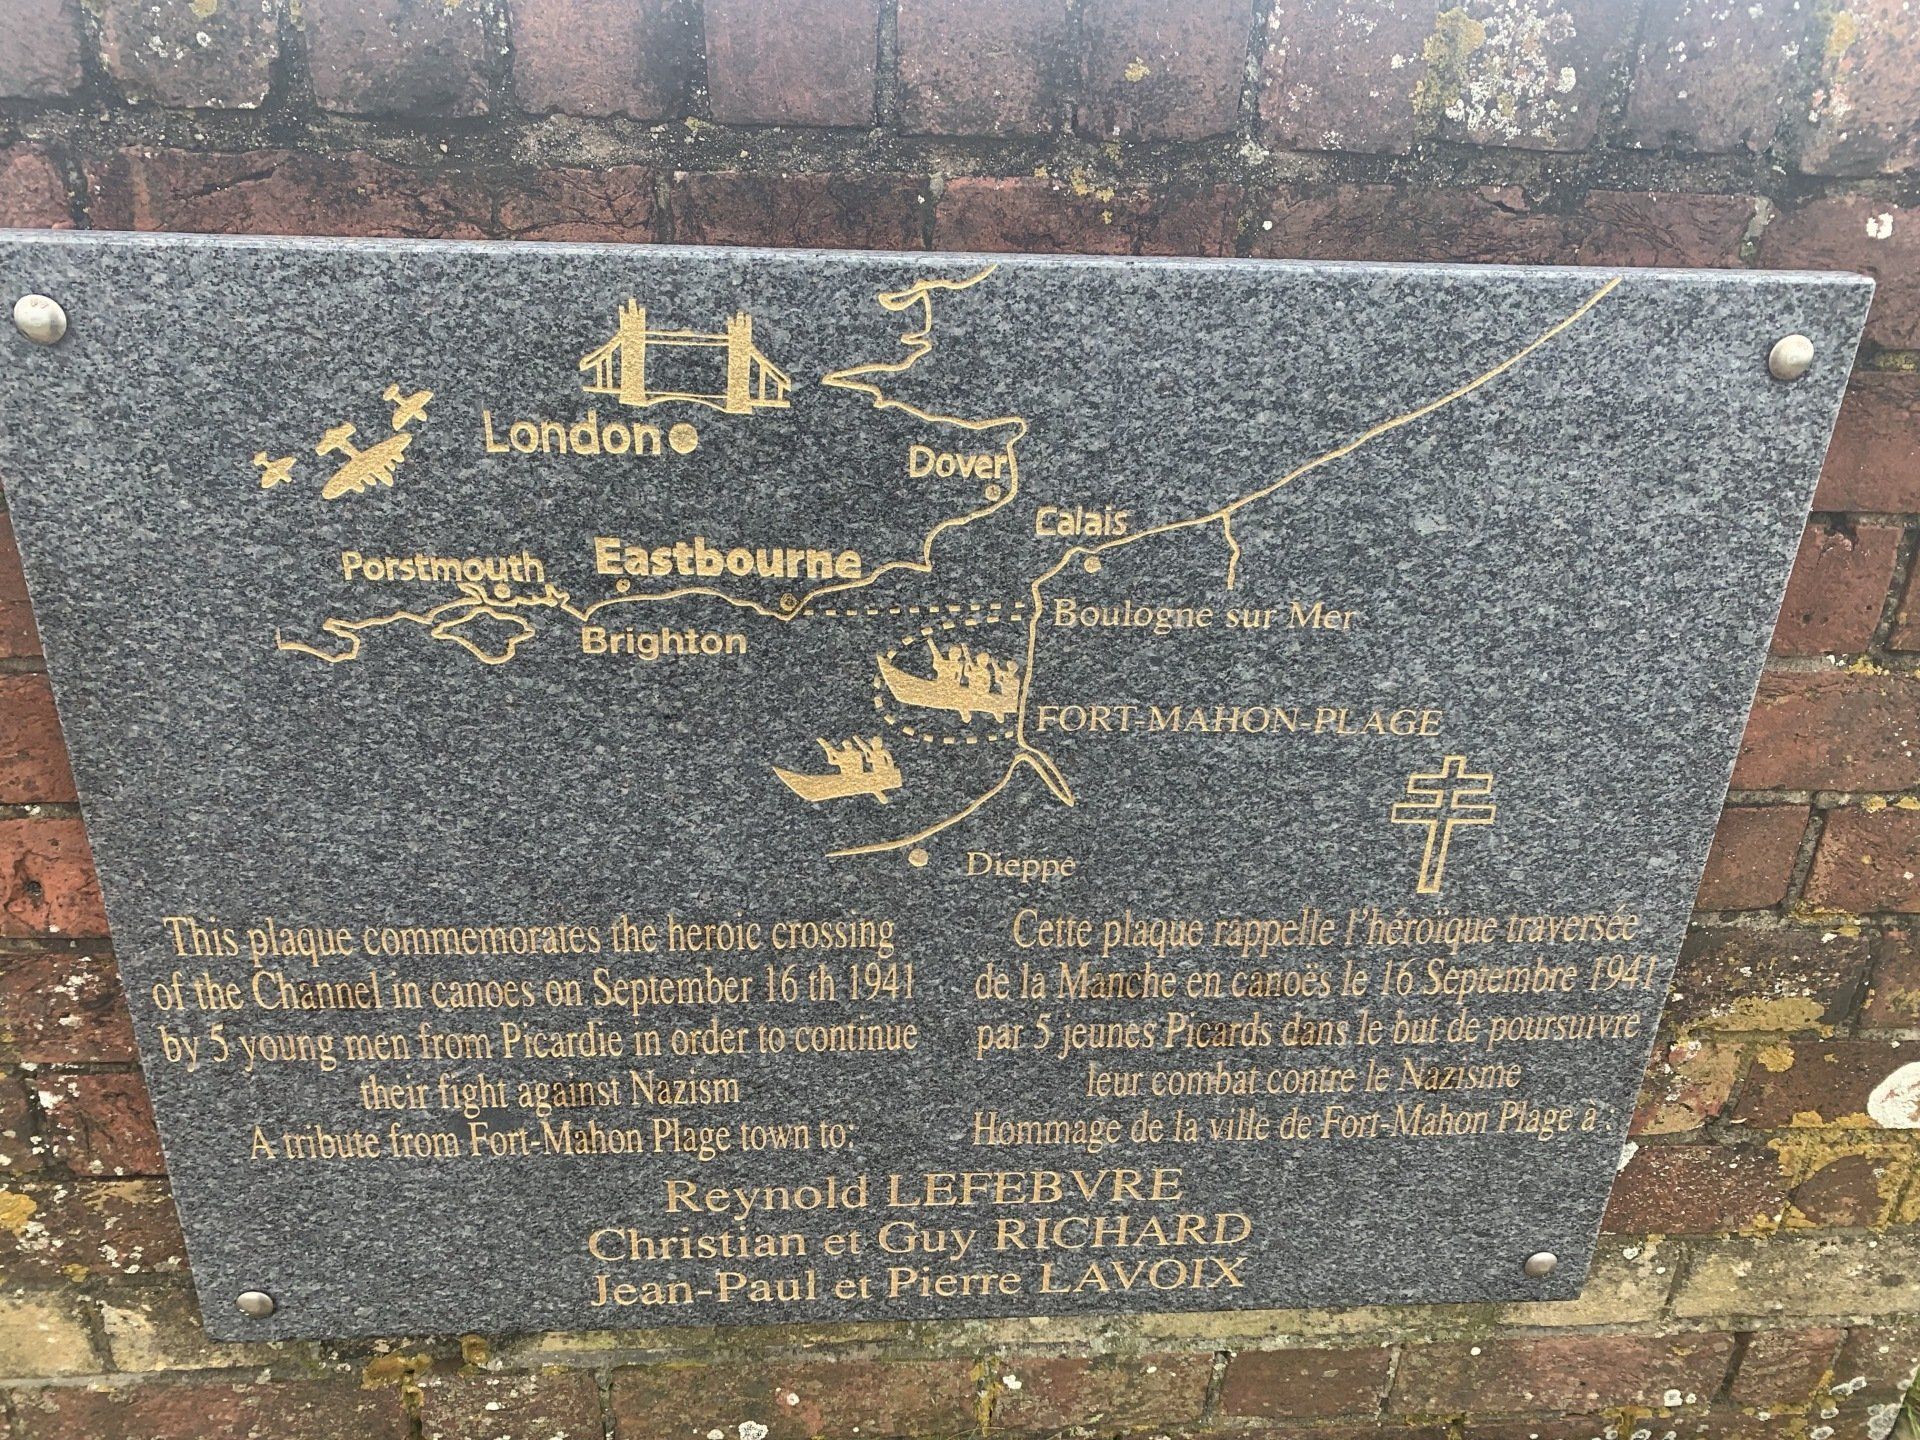 London
Dover
Calais
Porstmouth
Eastbourne
Boulogne sur Mer
Brighton
FORT-MAHON-PLAGE
Dieppe
This plaque commemorates the heroic crossing
of the Channel in canoes on September 16 th 1941
by 5 young men from Picardie in order to continue
their fight against Nazism
A tribute from Fort-Mahon Plage town to:
Cette plaque rappelle l'héroïque traversée
de la Manche en canoës le 16 Septembre 1941
par 5 jeunes Picards dans le but de poursuivre
leur combat contre le Nazisme
Hommage de la ville de Fort-Mahon Plage à :
Reynold LEFEBVRE
Christian et Guy RICHARD
Jean-Paul et Pierre LAVOIX